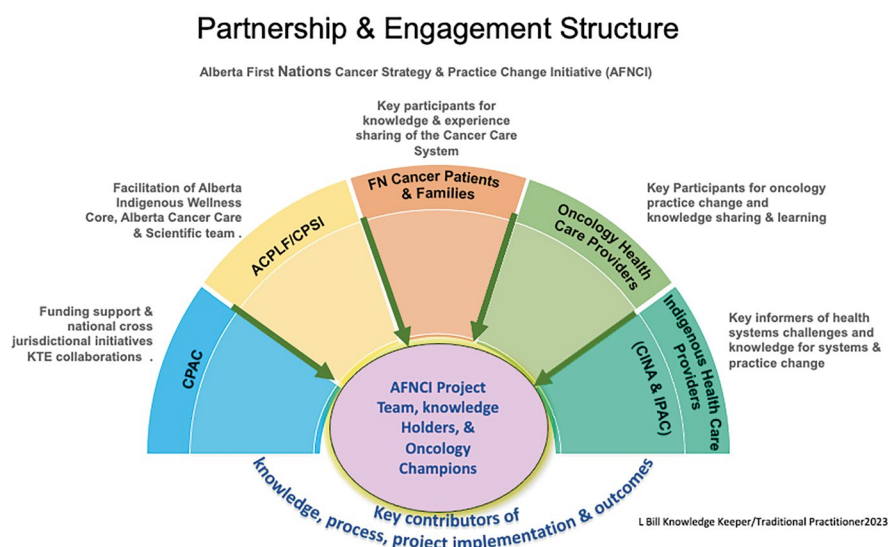 Partnership & Engagement Structure
Alberta First Nations Cancer Strategy & Practice Change Initiative (AFNCI)
Key participants for
knowledge & experience
sharing of the Cancer Care
System
Facilitation of Alberta
Indigenous Wellness
Core, Alberta Cancer Care
& Scientific team .
Key Participants for oncology
practice change and
knowledge sharing & learning
Funding support &
national cross
jurisdictional initiatives
KTE collaborations .
Key informers of health
systems challenges and
knowledge for systems &
practice change
CPAC
ACPLF/CPSI
FN Cancer Patients
& Families
Oncology Health
Care Providers
Indigenous Health Care
Providers
(CINA & IPAC)
AFNCI Project
Team, knowledge
Holders, &
Oncology
Champions
Key contributors of
knowledge, process, project implementation & outcomes
L Bill Knowledge Keeper/Traditional Practitioner2023